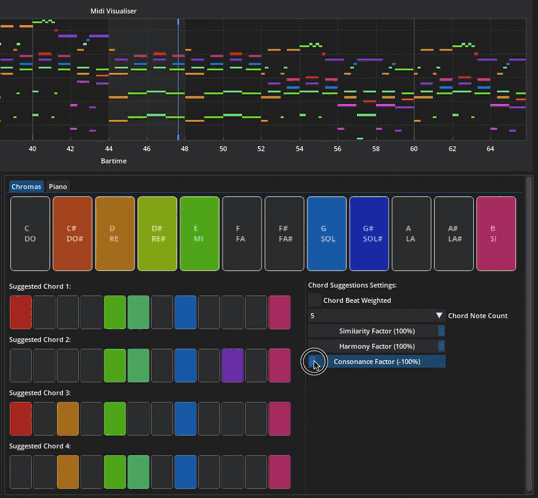 Midi Visualiser
40 42 44 46 48 50 52 54 56 58 60 62 64
Bartime
Chromas Piano
C C# D D# E F F# G G# A A# B
DO DO# RE RE# MI FA FA# SOL SOL# LA LA# SI
Suggested Chord 1:
Suggested Chord 2:
Suggested Chord 3:
Suggested Chord 4:
Chord Suggestions Settings:
Chord Beat Weighted
5 Chord Note Count
Similarity Factor (100%)
Harmony Factor (100%)
Consonance Factor (-100%)